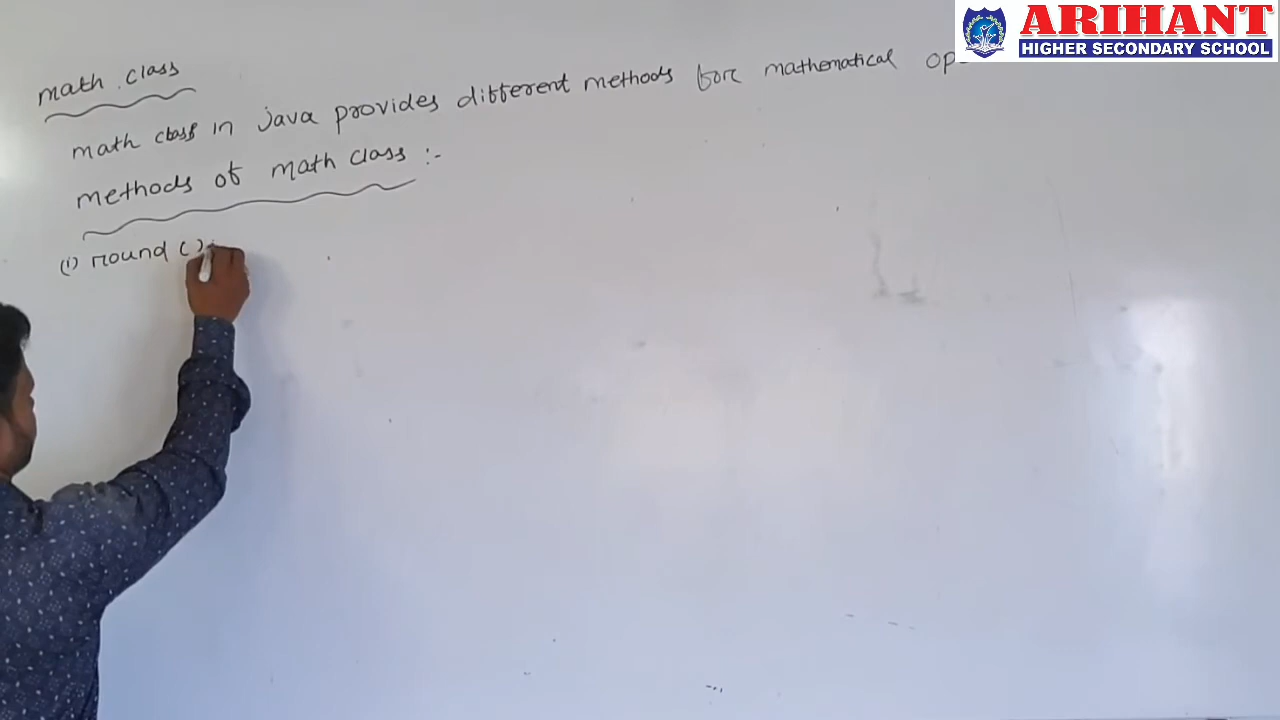 ARIHANT
HIGHER SECONDARY SCHOOL
math class
math class in java provides different methods for mathematical op
methods of math class :-
(1) round ()